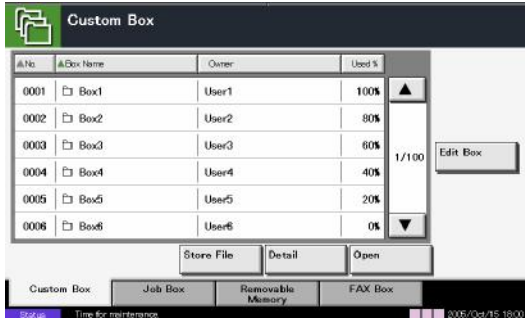 Custom Box
No. Box Name Owner Used %
0001 Box1 User1 100%
0002 Box2 User2 80%
0003 Box3 User3 60%
0004 Box4 User4 40%
0005 Box5 User5 20%
0006 Box6 User6 0%
1/100
Edit Box
Store File Detail Open
Custom Box Job Box Removable Memory FAX Box
Status Time for maintenance. 2005/Oct/15 18:00